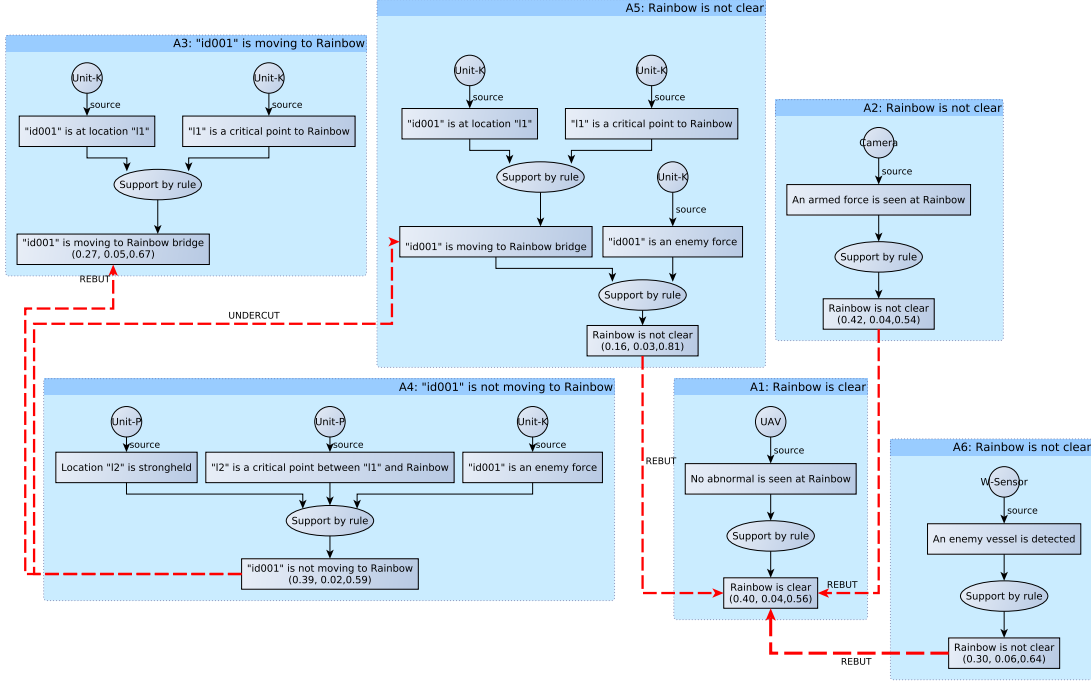 A5: Rainbow is not clear
Unit-K
Unit-K
source
source
"id001" is at location "l1"
"l1" is a critical point to Rainbow
Support by rule
Unit-K
source
"id001" is moving to Rainbow bridge
"id001" is an enemy force
Support by rule
Rainbow is not clear
(0.16, 0.03,0.81)
A3: "id001" is moving to Rainbow
Unit-K
Unit-K
source
source
"id001" is at location "l1"
"l1" is a critical point to Rainbow
Support by rule
"id001" is moving to Rainbow bridge
(0.27, 0.05,0.67)
REBUT
UNDERCUT
A2: Rainbow is not clear
Camera
source
An armed force is seen at Rainbow
Support by rule
Rainbow is not clear
(0.42, 0.04,0.54)
A4: "id001" is not moving to Rainbow
Unit-P
Unit-P
Unit-K
source
source
source
Location "l2" is strongheld
"l2" is a critical point between "l1" and Rainbow
"id001" is an enemy force
Support by rule
"id001" is not moving to Rainbow
(0.39, 0.02,0.59)
A1: Rainbow is clear
UAV
source
REBUT
No abnormal is seen at Rainbow
Support by rule
Rainbow is clear
(0.40, 0.04,0.56)
REBUT
A6: Rainbow is not clear
W-Sensor
source
An enemy vessel is detected
Support by rule
Rainbow is not clear
(0.30, 0.06,0.64)
REBUT